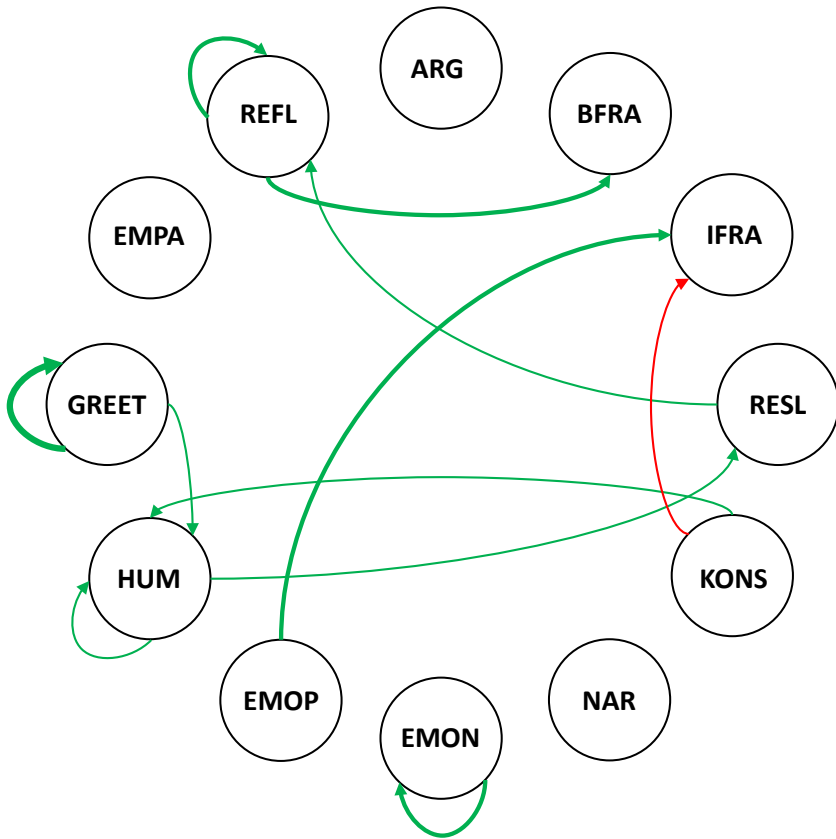 ARG
REFL
BFRA
EMPA
IFRA
GREET
RESL
HUM
KONS
EMOP
NAR
EMON